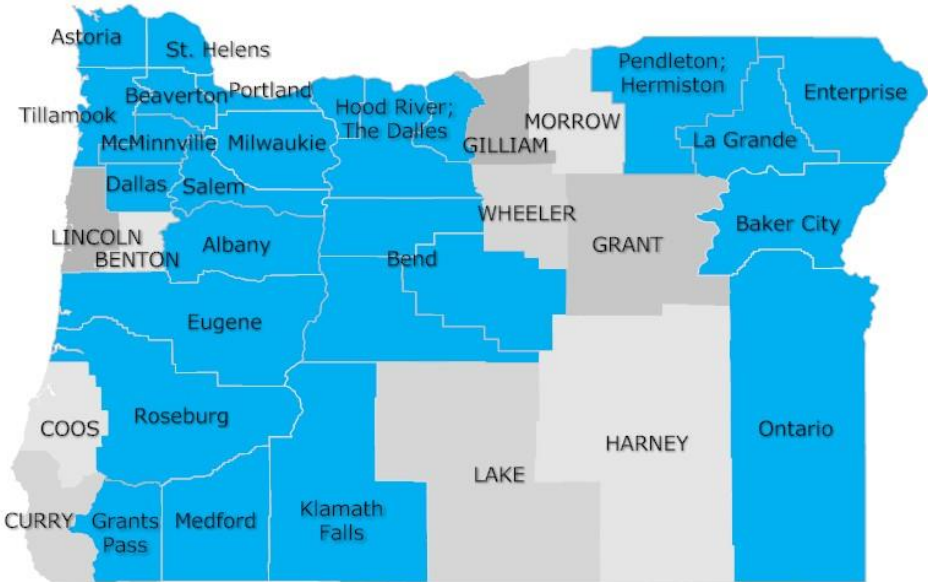 Astoria
St. Helens
Tillamook
Beaverton
Portland
Hood River;
The Dalles
Pendleton;
Hermiston
Enterprise
McMinnville
Milwaukie
GILLIAM
MORROW
La Grande
Dallas
Salem
LINCOLN
BENTON
Albany
Bend
WHEELER
GRANT
Baker City
Eugene
COOS
Roseburg
LAKE
HARNEY
Ontario
CURRY
Grants
Pass
Medford
Klamath
Falls